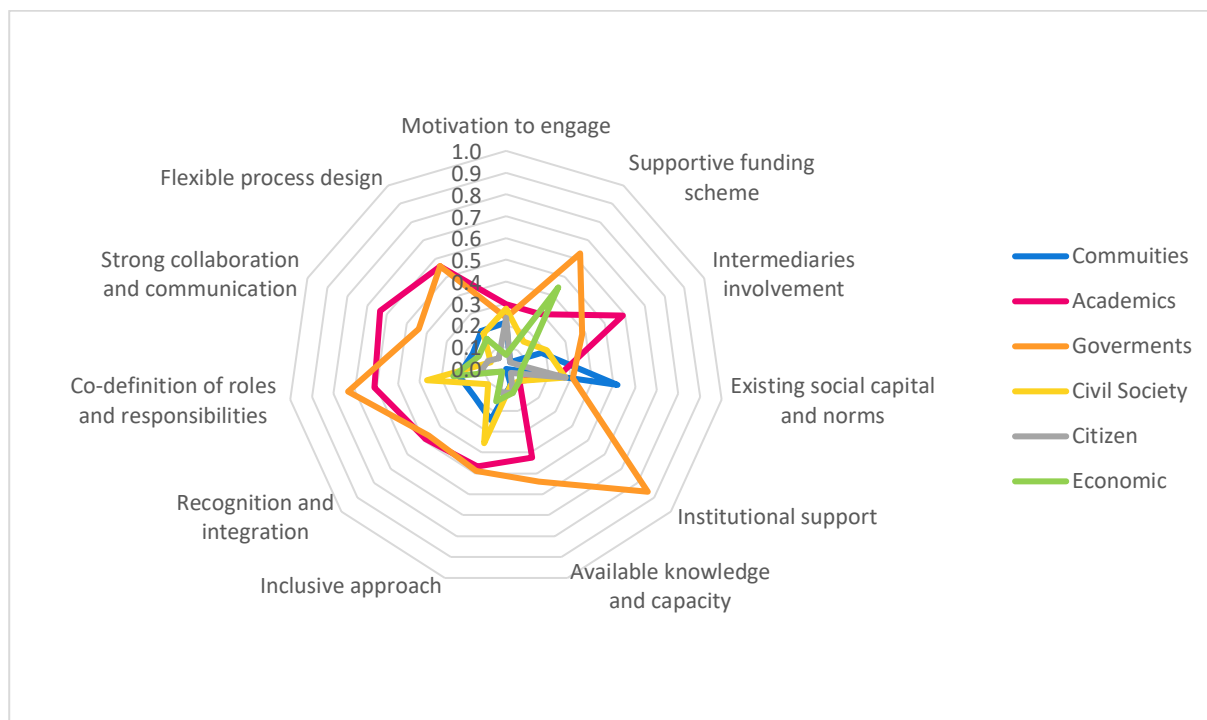 Motivation to engage
1.0
0.9
0.8
0.7
0.6
0.5
0.4
0.3
0.2
0.1
0.0
Supportive funding
scheme
Intermediaries
involvement
Existing social capital
and norms
Institutional support
Available knowledge
and capacity
Inclusive approach
Recognition and
integration
Co-definition of roles
and responsibilities
Strong collaboration
and communication
Flexible process design
Commuities
Academics
Goverments
Civil Society
Citizen
Economic